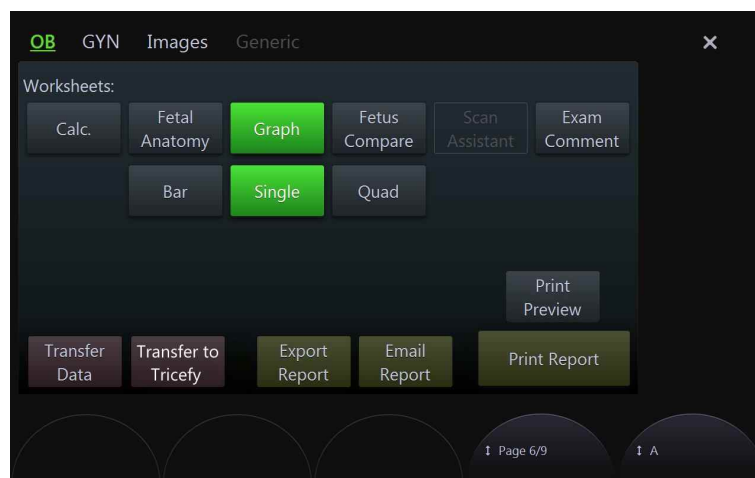 OB GYN Images Generic
Worksheets:
Calc.
Fetal
Anatomy
Graph
Fetus
Compare
Scan
Assistant
Exam
Comment
Bar
Single
Quad
Print
Preview
Transfer
Data
Transfer to
Tricefy
Export
Report
Email
Report
Print Report
Page 6/9
A